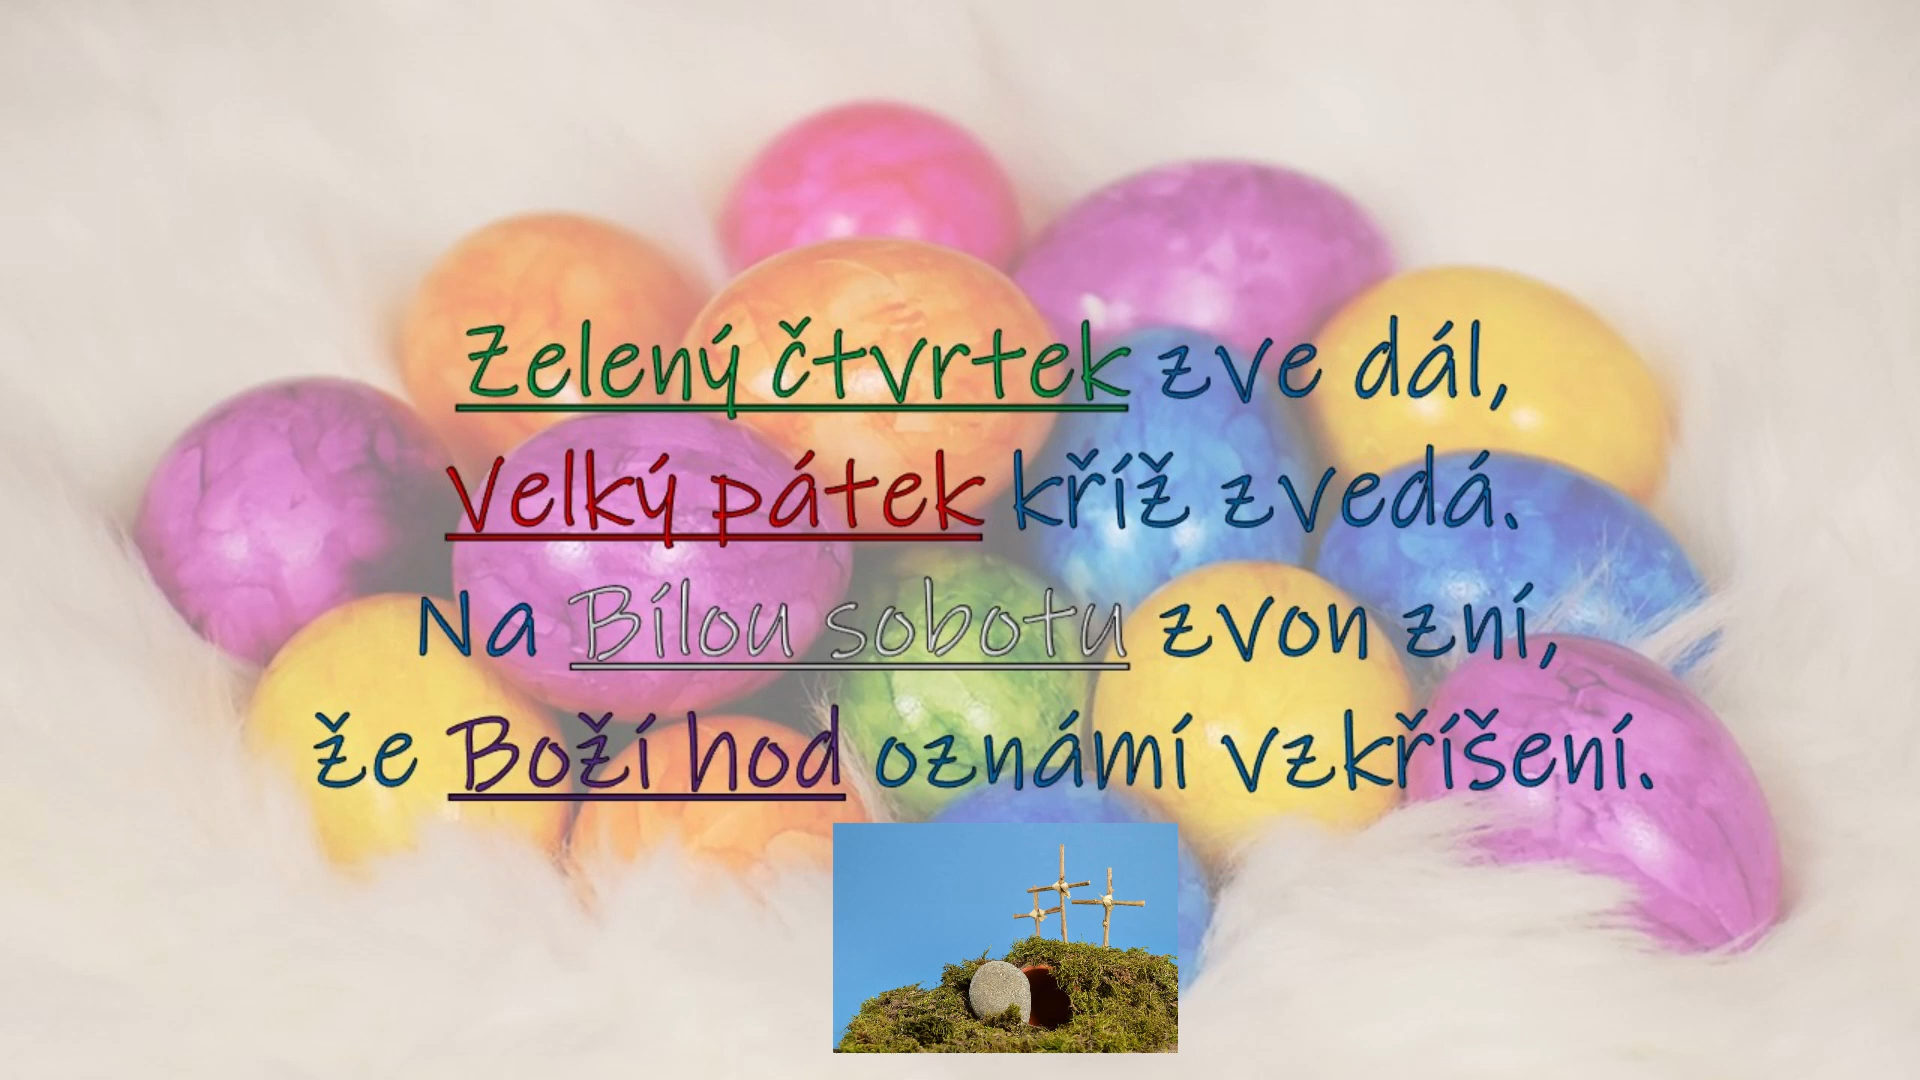 Zelený čtvrtek zve dál,
Velký pátek kříž zvedá.
Na Bílou sobotu zvon zní,
že Boží hod oznámí vzkříšení.